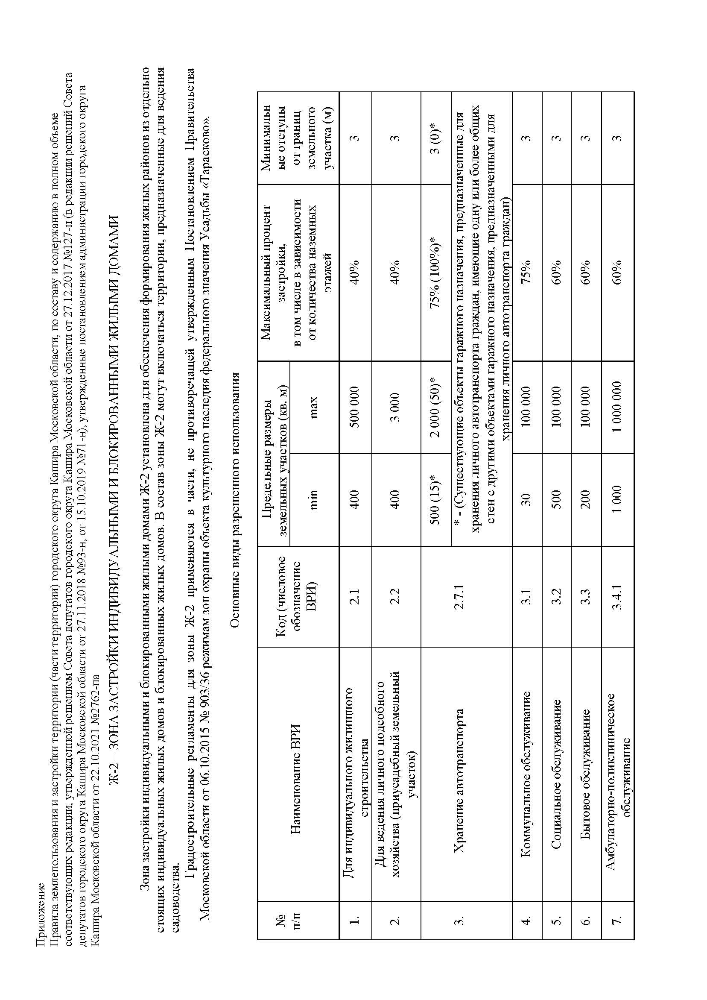 Приложение
Правила землепользования и застройки территории (части территории) городского округа Кашира Московской области, по составу и содержанию в полном объеме
соответствующих редакции, утвержденной решением Совета депутатов городского округа Кашира Московской области от 27.12.2017 №127-н (в редакции решений Совета
депутатов городского округа Кашира Московской области от 27.11.2018 №93-н, от 15.10.2019 №71-н), утвержденные постановлением администрации городского округа
Кашира Московской области от 22.10.2021 №2762-па
Ж-2 – ЗОНА ЗАСТРОЙКИ ИНДИВИДУАЛЬНЫМИ И БЛОКИРОВАННЫМИ ЖИЛЫМИ ДОМАМИ
Зона застройки индивидуальными и блокированными жилыми домами Ж-2 установлена для обеспечения формирования жилых районов из отдельно
стоящих индивидуальных жилых домов и блокированных жилых домов. В состав зоны Ж-2 могут включаться территории, предназначенные для ведения
садоводства.
Градостроительные регламенты для зоны Ж-2 применяются в части, не противоречащей утвержденным Постановлением Правительства
Московской области от 06.10.2015 № 903/36 режимам зон охраны объекта культурного наследия федерального значения Усадьбы «Тарасково».
Основные виды разрешенного использования
№
п/п
Наименование ВРИ
Код (числовое
обозначение
ВРИ)
Предельные размеры
земельных участков (кв. м)
min
max
Максимальный процент
застройки,
в том числе в зависимости
от количества наземных
этажей
Минимальн
ые отступы
от границ
земельного
участка (м)
1.
Для индивидуального жилищного
строительства
2.1
400
500 000
40%
3
2.
Для ведения личного подсобного
хозяйства (приусадебный земельный
участок)
2.2
400
3 000
40%
3
3.
Хранение автотранспорта
2.7.1
500 (15)*
2 000 (50)*
75% (100%)*
3 (0)*
* - (Существующие объекты гаражного назначения, предназначенные для
хранения личного автотранспорта граждан, имеющие одну или более общих
стен с другими объектами гаражного назначения, предназначенными для
хранения личного автотранспорта граждан)
4.
Коммунальное обслуживание
3.1
30
100 000
75%
3
5.
Социальное обслуживание
3.2
500
100 000
60%
3
6.
Бытовое обслуживание
3.3
200
100 000
60%
3
7.
Амбулаторно-поликлиническое
обслуживание
3.4.1
1 000
1 000 000
60%
3